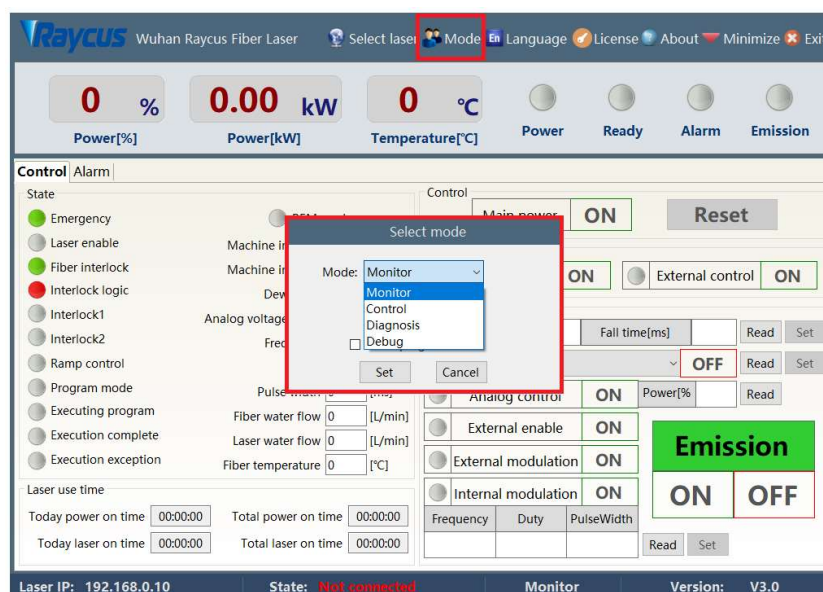 Raycus Wuhan Raycus Fiber Laser Select laser Mode En Language License About Minimize Exi
0 % 0.00 kW 0 ℃
Power[%] Power[kW] Temperature[℃] Power Ready Alarm Emission
Control Alarm
State
Control
Emergency
Main power ON Reset
Laser enable
Machine in
Fiber interlock
Machine in
ON External control ON
Interlock logic
Dew
Interlock1
Analog voltage
Interlock2
Fall time[ms] Read Set
Ramp control
OFF Read Set
Program mode
Pulse width 0 [ms]
Analog control ON Power[% Read
Executing program
Fiber water flow 0 [L/min]
External enable ON
Execution complete
Laser water flow 0 [L/min]
Execution exception
Fiber temperature 0 [℃]
External modulation ON
Internal modulation ON
Emission
ON OFF
Select mode
Mode: Monitor
Monitor
Control
Diagnosis
Debug
Set Cancel
Laser use time
Today power on time 00:00:00 Total power on time 00:00:00
Today laser on time 00:00:00 Total laser on time 00:00:00
Frequency Duty PulseWidth
Read Set
Laser IP: 192.168.0.10 State: Not connected Monitor Version: V3.0